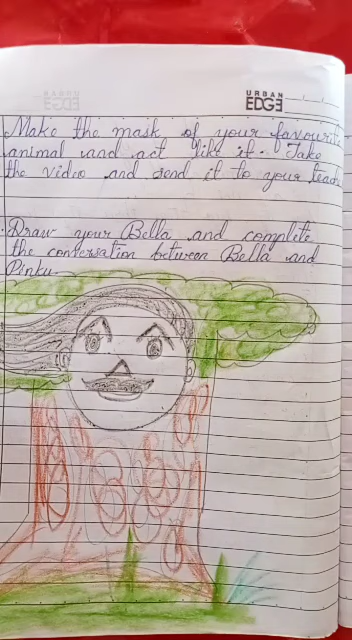 URBAN
EDGE
Make the mask of your favourite
animal and act like it. Take
the video and send it to your teach
Draw your Bella and complete
the conversation between Bella and
Pinku.